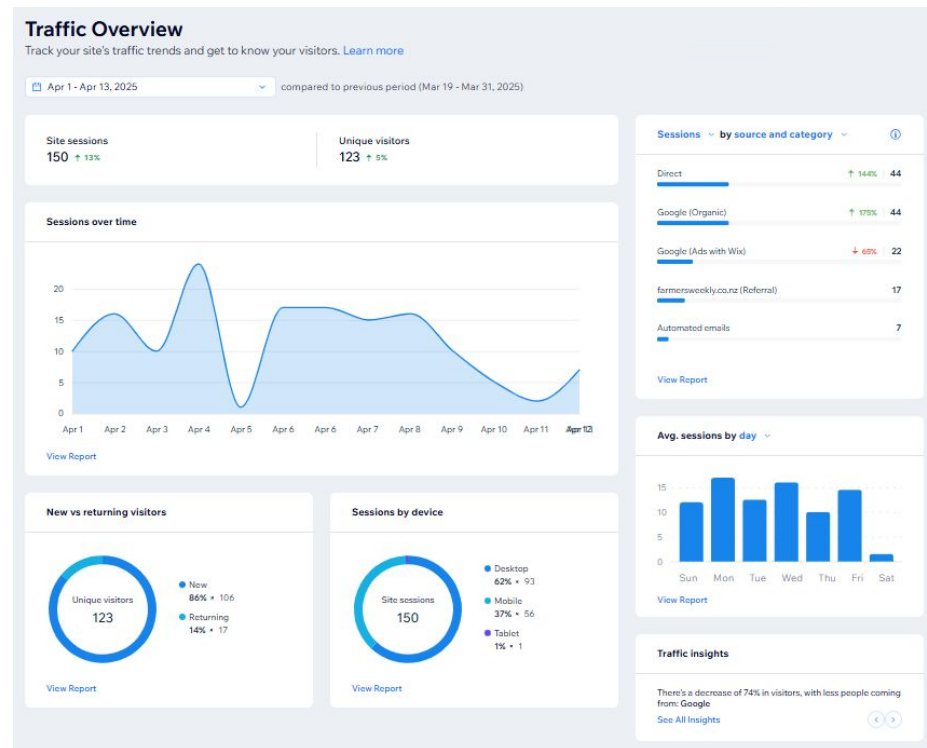 Traffic Overview
Track your site's traffic trends and get to know your visitors. Learn more
Apr 1 - Apr 13, 2025
compared to previous period (Mar 19 - Mar 31, 2025)
Site sessions
150 ↑ 13%
Unique visitors
123 ↑ 5%
Sessions over time
20
15
10
5
0
Apr 1 Apr 2 Apr 3 Apr 4 Apr 5 Apr 6 Apr 6 Apr 7 Apr 8 Apr 9 Apr 10 Apr 11
View Report
New vs returning visitors
Unique visitors
123
New
86% • 106
Returning
14% • 17
View Report
Sessions by device
Site sessions
150
Desktop
62% • 93
Mobile
37% • 56
Tablet
1% • 1
View Report
Sessions by source and category
Direct ↑ 144% 44
Google (Organic) ↑ 175% 44
Google (Ads with Wix) ↓ 65% 22
farmersweekly.co.nz (Referral) 17
Automated emails 7
View Report
Avg. sessions by day
15
10
5
0
Sun Mon Tue Wed Thu Fri Sat
View Report
Traffic insights
There's a decrease of 74% in visitors, with less people coming
from: Google
See All Insights